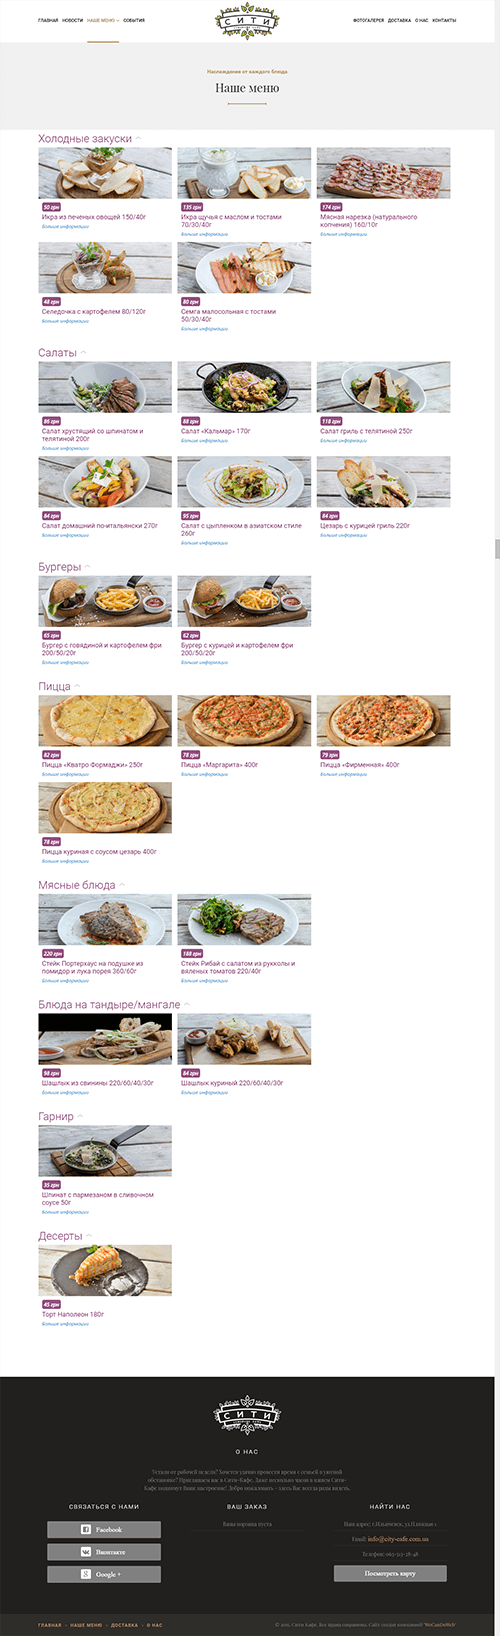 ГЛАВНАЯ НОВОСТИ НАШЕ МЕНЮ СОБЫТИЯ
СИТИ
ФОТОГАЛЕРЕЯ ДОСТАВКА О НАС КОНТАКТЫ
Наслаждение от каждого блюда
Наше меню
Холодные закуски
50 грн
Икра из печеных овощей 150/40г
Больше информации
135 грн
Икра щучья с маслом и тостами
70/30/40г
Больше информации
174 грн
Мясная нарезка (натурального
копчения) 160/10г
Больше информации
48 грн
Селедочка с картофелем 80/120г
Больше информации
80 грн
Семга малосольная с тостами
50/30/40г
Больше информации
Салаты
86 грн
Салат хрустящий со шпинатом и
телятиной 200г
Больше информации
88 грн
Салат «Кальмар» 170г
Больше информации
118 грн
Салат гриль с телятиной 250г
Больше информации
84 грн
Салат домашний по-итальянски 270г
Больше информации
95 грн
Салат с цыпленком в азиатском стиле
260г
Больше информации
84 грн
Цезарь с курицей гриль 220г
Больше информации
Бургеры
65 грн
Бургер с говядиной и картофелем фри
200/50/20г
Больше информации
62 грн
Бургер с курицей и картофелем фри
200/50/20г
Больше информации
Пицца
82 грн
Пицца «Кватро Формаджи» 250г
Больше информации
78 грн
Пицца «Маргарита» 400г
Больше информации
79 грн
Пицца «Фирменная» 400г
Больше информации
78 грн
Пицца куриная с соусом цезарь 400г
Больше информации
Мясные блюда
220 грн
Стейк Портерхаус на подушке из
помидор и лука порея 360/60г
Больше информации
188 грн
Стейк Рибай с салатом из рукколы и
вяленых томатов 220/40г
Больше информации
Блюда на тандыре/мангале
98 грн
Шашлык из свинины 220/60/40/30г
Больше информации
84 грн
Шашлык куриный 220/60/40/30г
Больше информации
Гарнир
35 грн
Шпинат с пармезаном в сливочном
соусе 50г
Больше информации
Десерты
45 грн
Торт Наполеон 180г
Больше информации
СИТИ
О НАС
Устали от рабочей недели? Хочется уютно провести время с семьей в уютной
обстановке? Приглашаем вас в Сити-Кафе. Даже несколько часов в нашем Сити-
Кафе поднимут Ваше настроение! Добро пожаловать - здесь Вас всегда рады видеть.
СВЯЗАТЬСЯ С НАМИ
Facebook
Вконтакте
Google +
ВАШ ЗАКАЗ
Ваша корзина пуста
НАЙТИ НАС
Наш адрес: г.Ильичевск,
Email: info@city-cafe.com.ua
Телефон:
Посмотреть карту
ГЛАВНАЯ НАШЕ МЕНЮ ДОСТАВКА О НАС
© 2015, Сити Кафе. Все права сохранены. Сайт создан компанией "WeCanDoWeb"